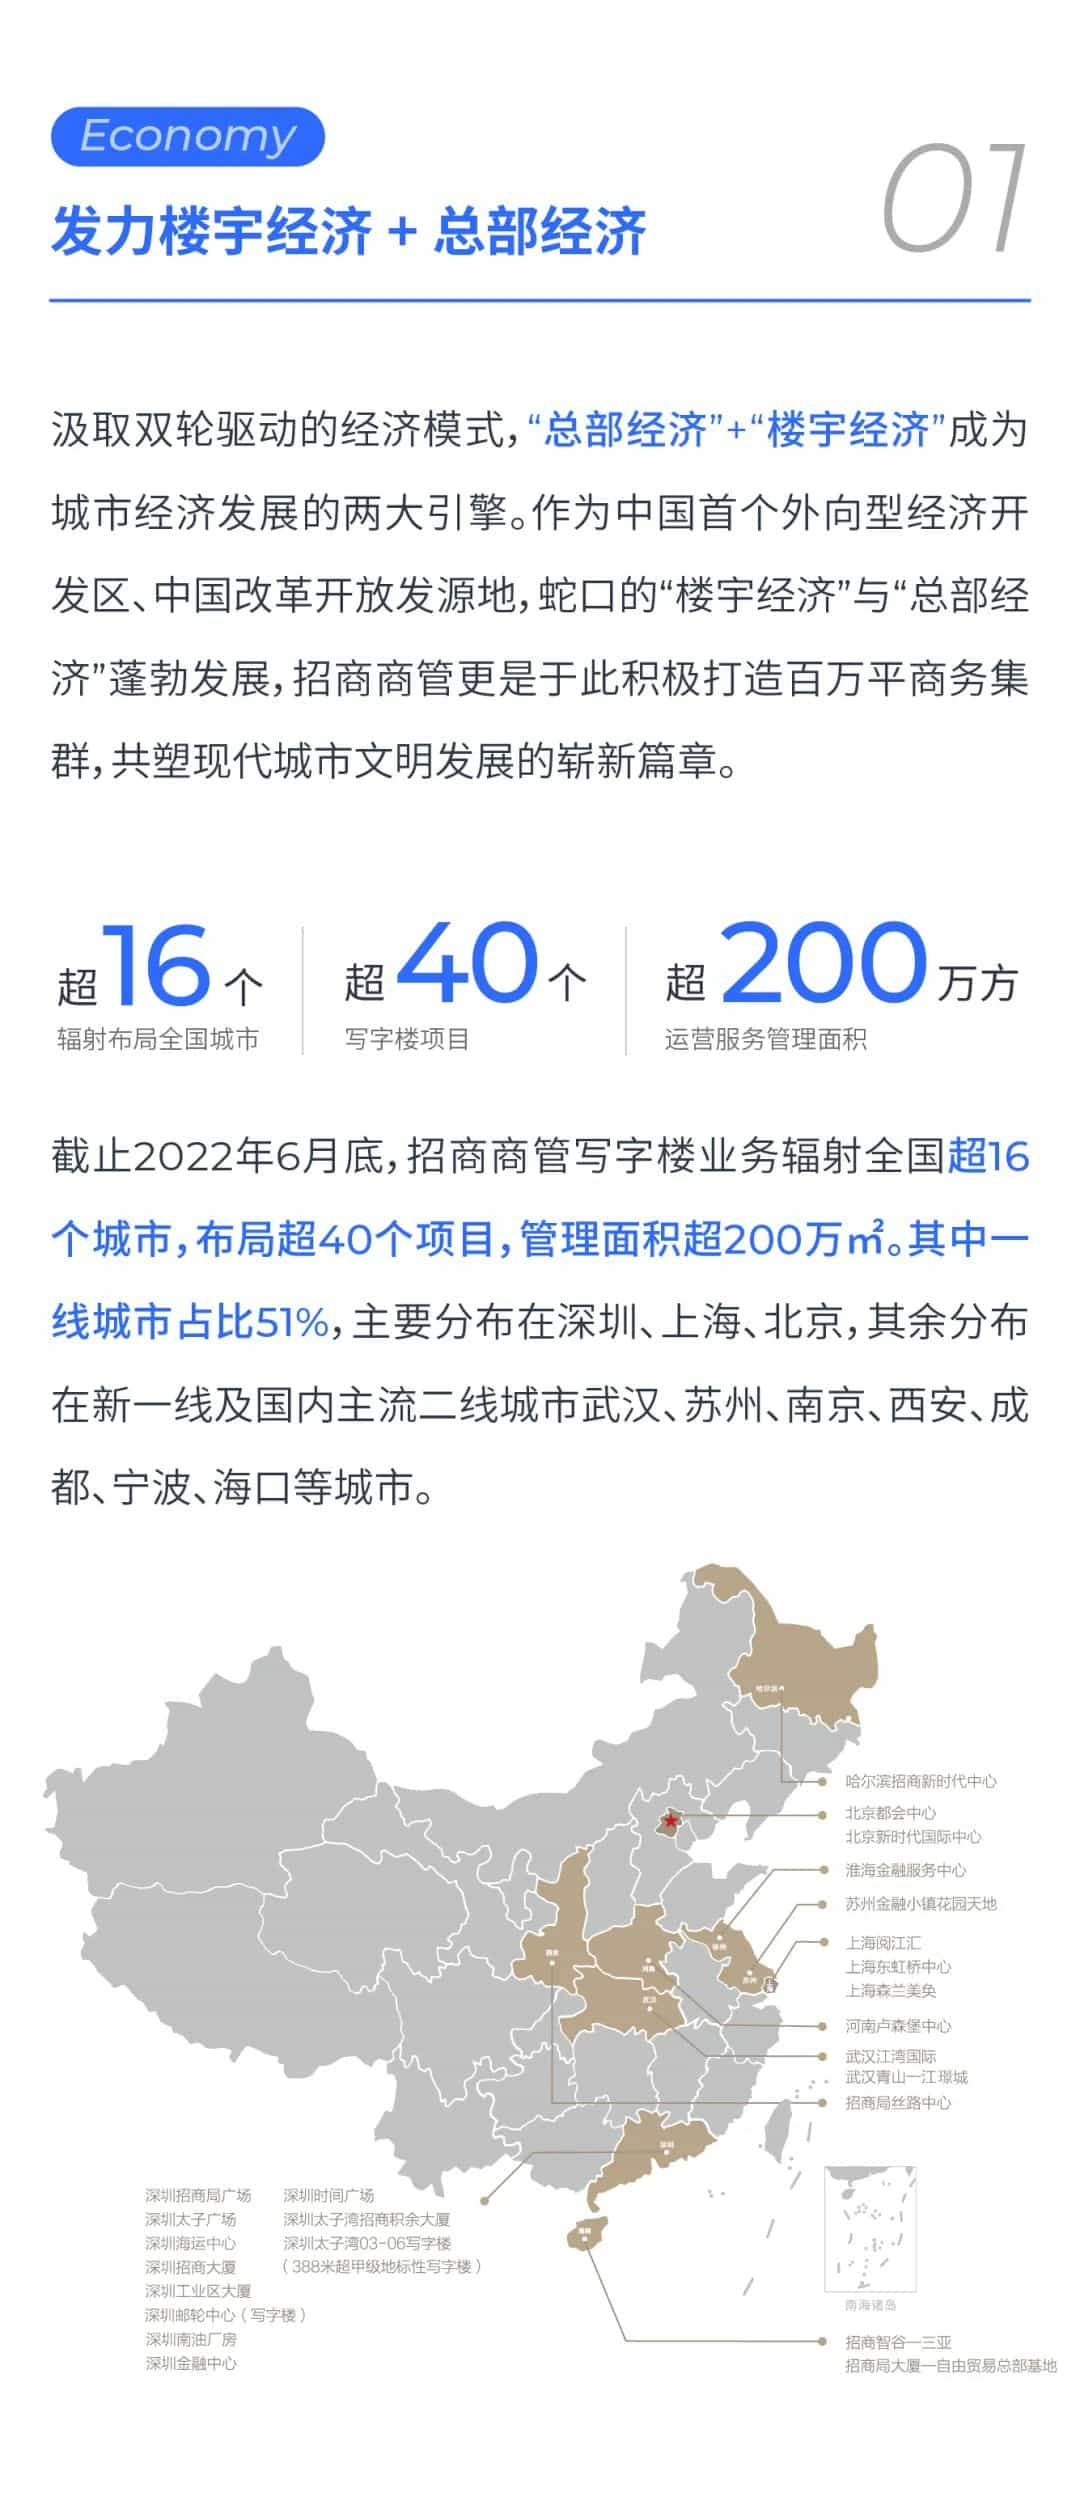 Economy
01
发力楼宇经济 + 总部经济
汲取双轮驱动的经济模式，“总部经济”+“楼宇经济”成为
城市经济发展的两大引擎。作为中国首个外向型经济开
发区、中国改革开放发源地，蛇口的“楼宇经济”与“总部经
济”蓬勃发展，招商商管更是于此积极打造百万平商务集
群，共塑现代城市文明发展的崭新篇章。
超16个
辐射布局全国城市
超40个
写字楼项目
超200万方
运营服务管理面积
截止2022年6月底，招商商管写字楼业务辐射全国超16
个城市，布局超40个项目，管理面积超200万㎡。其中一
线城市占比51%，主要分布在深圳、上海、北京，其余分布
在新一线及国内主流二线城市武汉、苏州、南京、西安、成
都、宁波、海口等城市。
哈尔滨
哈尔滨招商新时代中心
北京都会中心
北京新时代国际中心
淮海金融服务中心
苏州金融小镇花园天地
上海阅江汇
上海东虹桥中心
上海森兰美奂
河南卢森堡中心
武汉江湾国际
武汉青山一江璟城
招商局丝路中心
徐州
苏州
上海
西安
河南
武汉
深圳
海南
深圳招商局广场
深圳太子广场
深圳海运中心
深圳招商大厦
深圳工业区大厦
深圳邮轮中心（写字楼）
深圳南油厂房
深圳金融中心
深圳时间广场
深圳太子湾招商积余大厦
深圳太子湾03-06写字楼
（388米超甲级地标性写字楼）
南海诸岛
招商智谷—三亚
招商局大厦—自由贸易总部基地